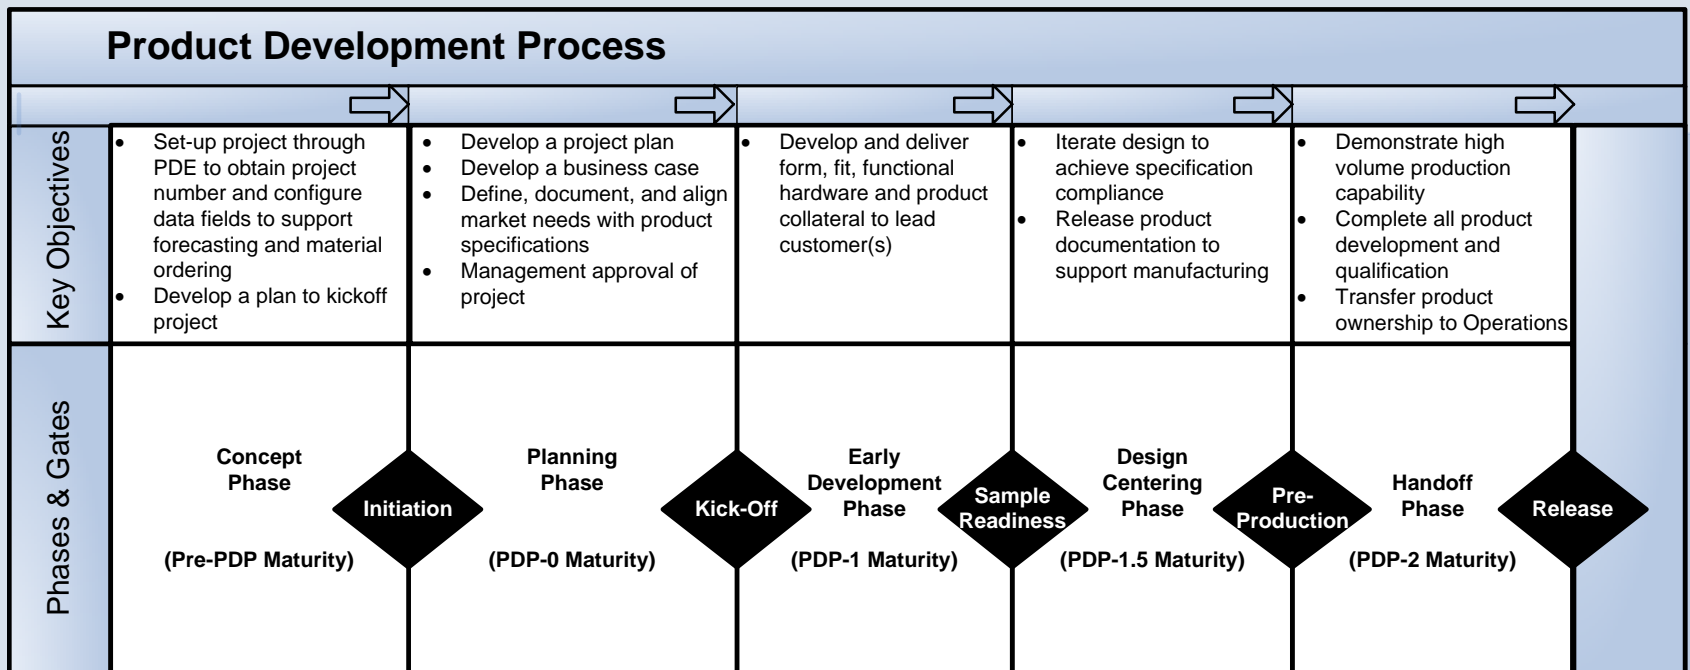 Product Development Process
Key Objectives
• Set-up project through
PDE to obtain project
number and configure
data fields to support
forecasting and material
ordering
• Develop a plan to kickoff
project
• Develop a project plan
• Develop a business case
• Define, document, and align
market needs with product
specifications
• Management approval of
project
• Develop and deliver
form, fit, functional
hardware and product
collateral to lead
customer(s)
• Iterate design to
achieve specification
compliance
• Release product
documentation to
support manufacturing
• Demonstrate high
volume production
capability
• Complete all product
development and
qualification
• Transfer product
ownership to Operations
Phases & Gates
Concept
Phase
(Pre-PDP Maturity)
Initiation
Planning
Phase
(PDP-0 Maturity)
Kick-Off
Early
Development
Phase
(PDP-1 Maturity)
Sample
Readiness
Design
Centering
Phase
(PDP-1.5 Maturity)
Pre-
Production
Handoff
Phase
(PDP-2 Maturity)
Release